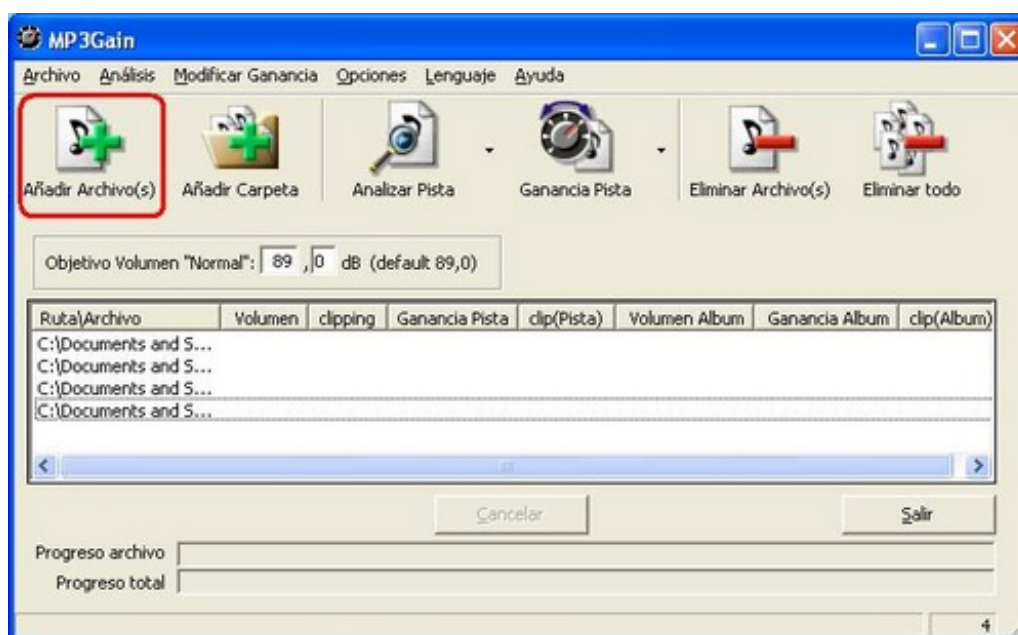 MP3Gain
Archivo Análisis Modificar Ganancia Opciones Lenguaje Ayuda
Añadir Archivo(s) Añadir Carpeta Analizar Pista Ganancia Pista Eliminar Archivo(s) Eliminar todo
Objetivo Volumen "Normal": 89 ,0 dB (default 89,0)
Ruta\Archivo Volumen clipping Ganancia Pista clip(Pista) Volumen Album Ganancia Album clip(Album)
C:\Documents and S...
C:\Documents and S...
C:\Documents and S...
C:\Documents and S...
Cancelar Salir
Progreso archivo
Progreso total
4